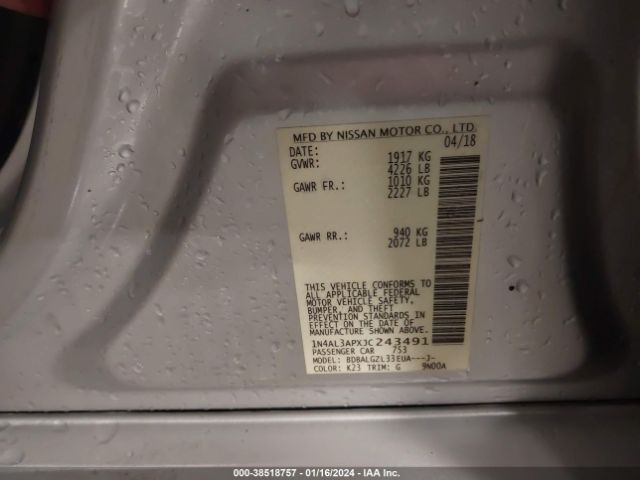 MFD BY NISSAN MOTOR CO., LTD.
DATE: 04/18
GVWR: 1917 KG
4226 LB
GAWR FR.: 1010 KG
2227 LB
GAWR RR.: 940 KG
2072 LB
THIS VEHICLE CONFORMS TO
ALL APPLICABLE FEDERAL
MOTOR VEHICLE SAFETY,
BUMPER, AND THEFT
PREVENTION STANDARDS IN
EFFECT ON THE DATE OF
MANUFACTURE SHOWN ABOVE.
1N4AL3APXJC243491
PASSENGER CAR 753
MODEL: BDBALGZL33EUA---J-
COLOR: K23 TRIM: G 9N00A
000-38518757 - 01/16/2024 - IAA Inc.